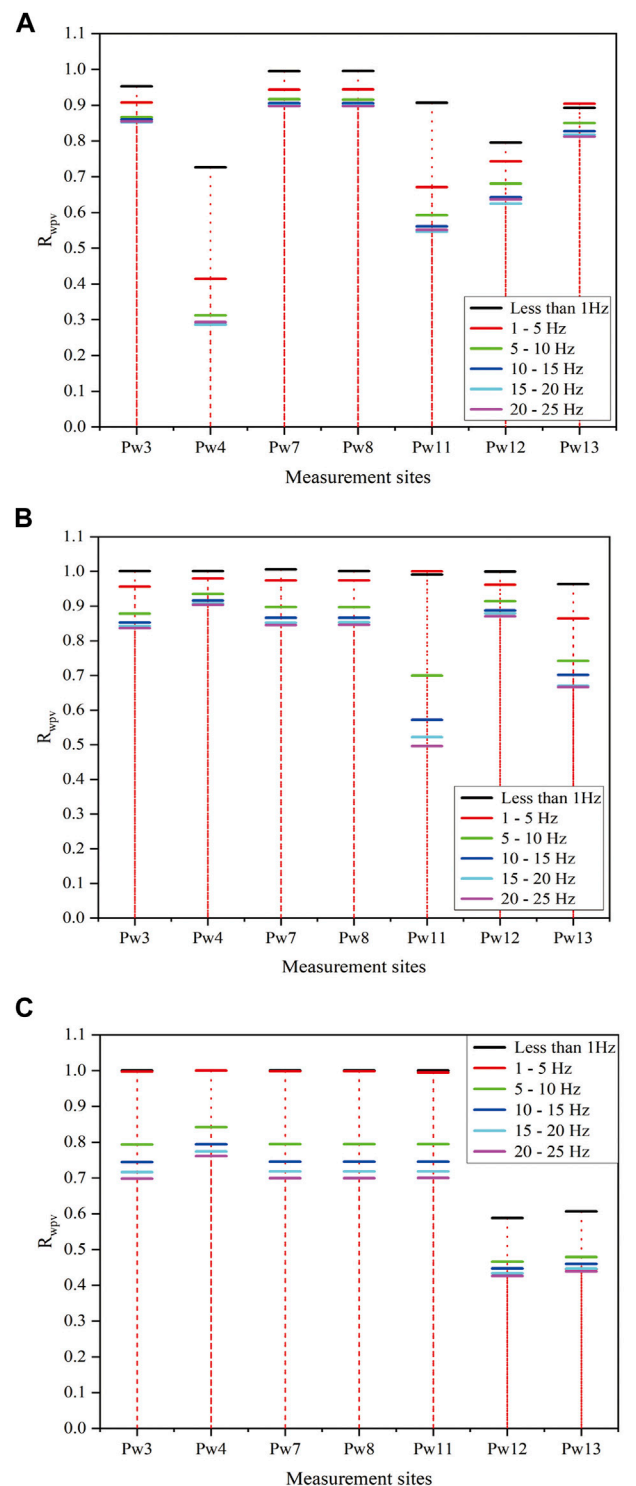 A
1.1
1.0
0.9
0.8
0.7
0.6
0.5
0.4
0.3
0.2
0.1
0.0
Rwpv
Less than 1Hz
1 - 5 Hz
5 - 10 Hz
10 - 15 Hz
15 - 20 Hz
20 - 25 Hz
Pw3 Pw4 Pw7 Pw8 Pw11 Pw12 Pw13
Measurement sites
B
1.1
1.0
0.9
0.8
0.7
0.6
0.5
0.4
0.3
0.2
0.1
0.0
Rwpv
Less than 1Hz
1 - 5 Hz
5 - 10 Hz
10 - 15 Hz
15 - 20 Hz
20 - 25 Hz
Pw3 Pw4 Pw7 Pw8 Pw11 Pw12 Pw13
Measurement sites
C
1.1
1.0
0.9
0.8
0.7
0.6
0.5
0.4
0.3
0.2
0.1
0.0
Rwpv
Less than 1Hz
1 - 5 Hz
5 - 10 Hz
10 - 15 Hz
15 - 20 Hz
20 - 25 Hz
Pw3 Pw4 Pw7 Pw8 Pw11 Pw12 Pw13
Measurement sites